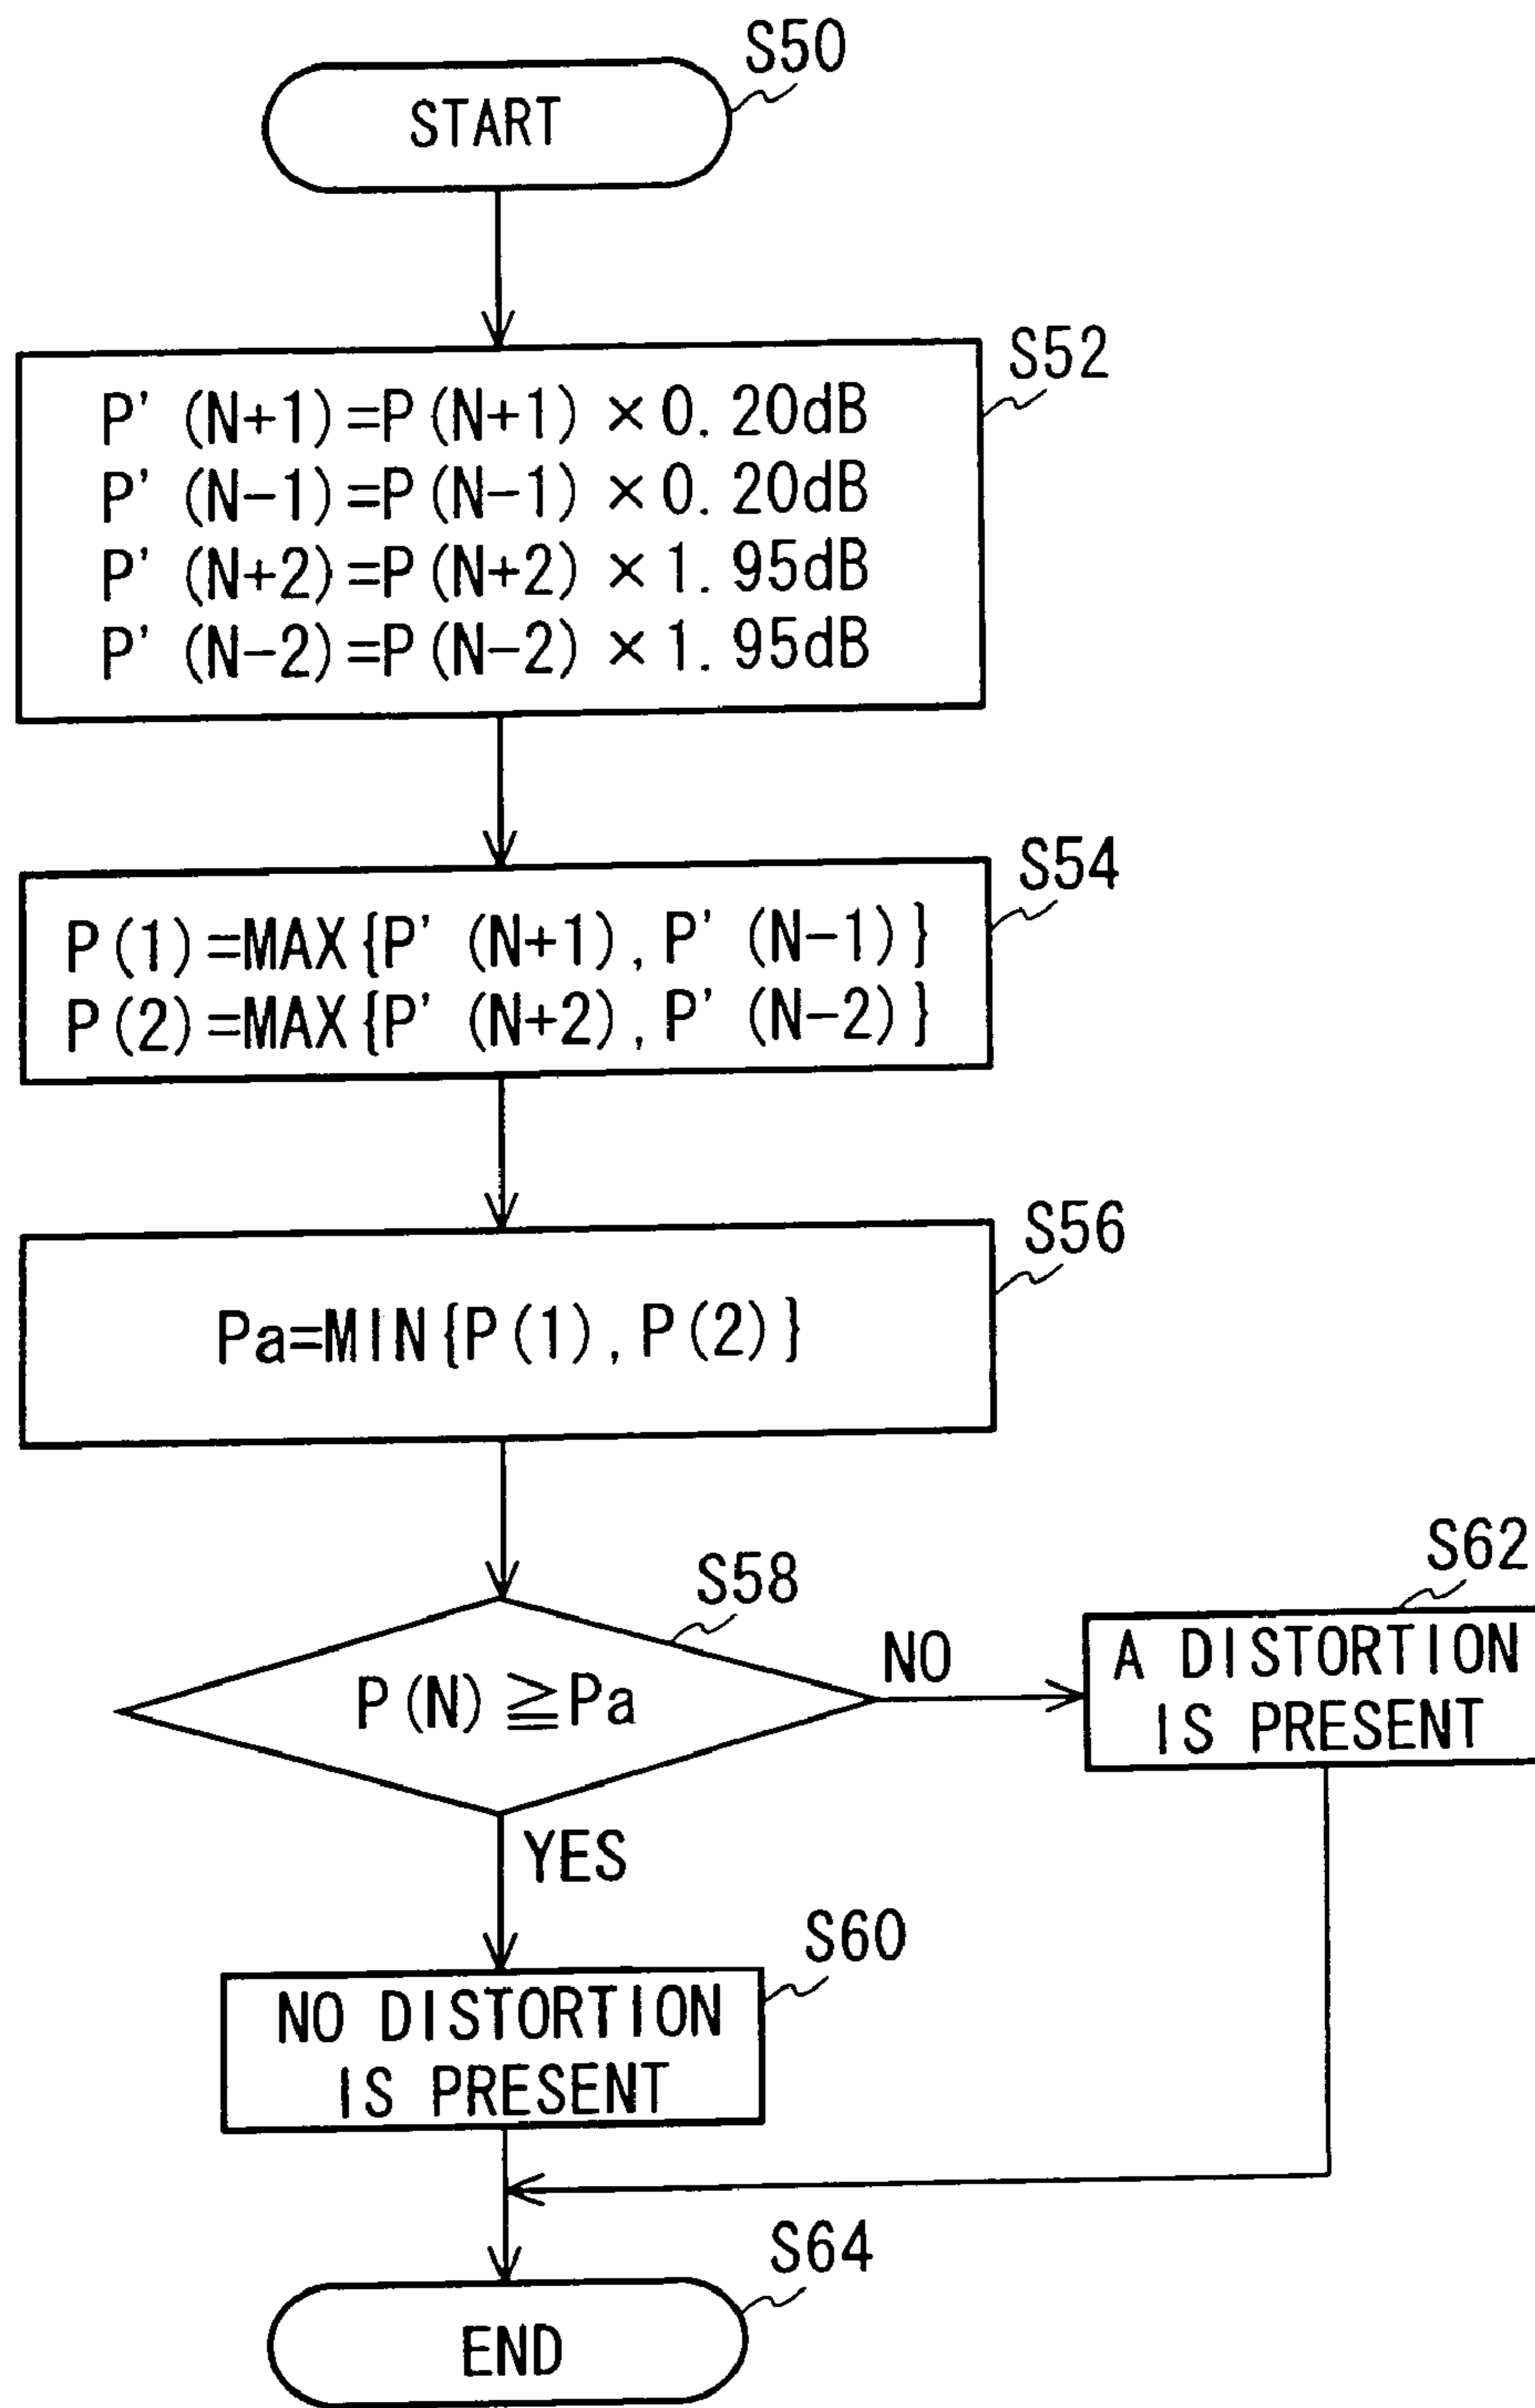 S50
START
S52
P' (N+1)=P(N+1)×0.20dB
P' (N-1)=P(N-1)×0.20dB
P' (N+2)=P(N+2)×1.95dB
P' (N-2)=P(N-2)×1.95dB
S54
P(1)=MAX{P' (N+1), P' (N-1)}
P(2)=MAX{P' (N+2), P' (N-2)}
S56
Pa=MIN{P(1), P(2)}
S58
P(N)≧Pa
NO
S62
A DISTORTION
IS PRESENT
YES
S60
NO DISTORTION
IS PRESENT
S64
END